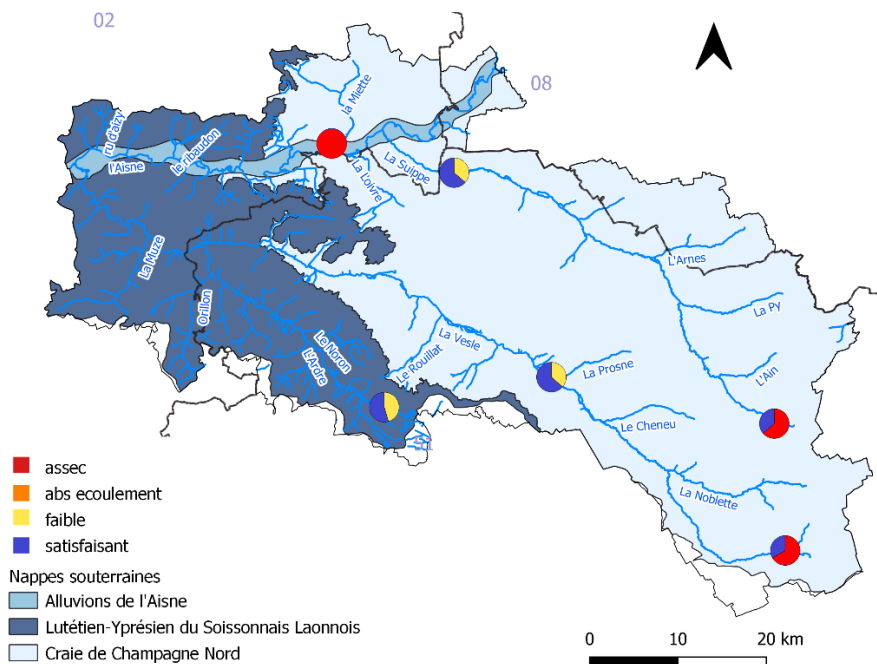 02
08
la Miette
ru d'aizy
le ribaudon
l'Aisne
La Suippe
La Loivre
L'Arnes
La Muze
La Py
Orillon
Le Noron
L'Ardre
Le Rouillat
La Vesle
La Prosne
L'Ain
Le Cheneu
51
La Noblette
assec
abs ecoulement
faible
satisfaisant
Nappes souterraines
Alluvions de l'Aisne
Lutétien-Yprésien du Soissonnais Laonnois
Craie de Champagne Nord
0 10 20 km